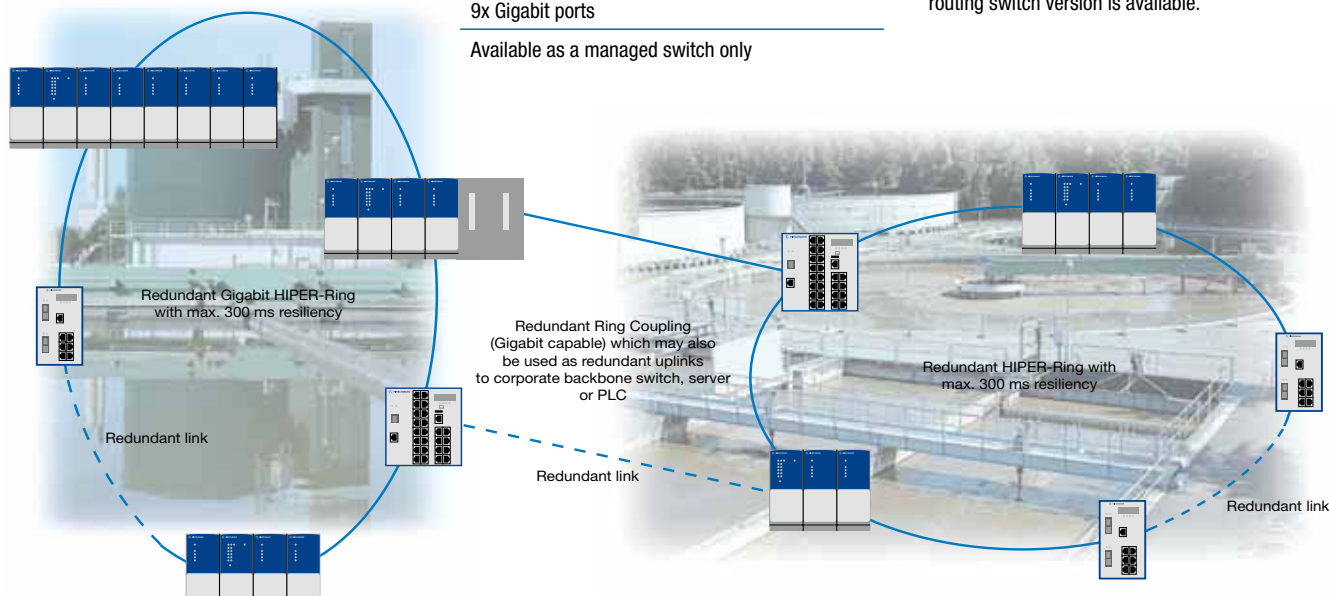 9x Gigabit ports
Available as a managed switch only
routing switch version is available.
Redundant Gigabit HIPER-Ring
with max. 300 ms resiliency
Redundant Ring Coupling
(Gigabit capable) which may also
be used as redundant uplinks
to corporate backbone switch, server
or PLC
Redundant HIPER-Ring with
max. 300 ms resiliency
Redundant link
Redundant link
Redundant link